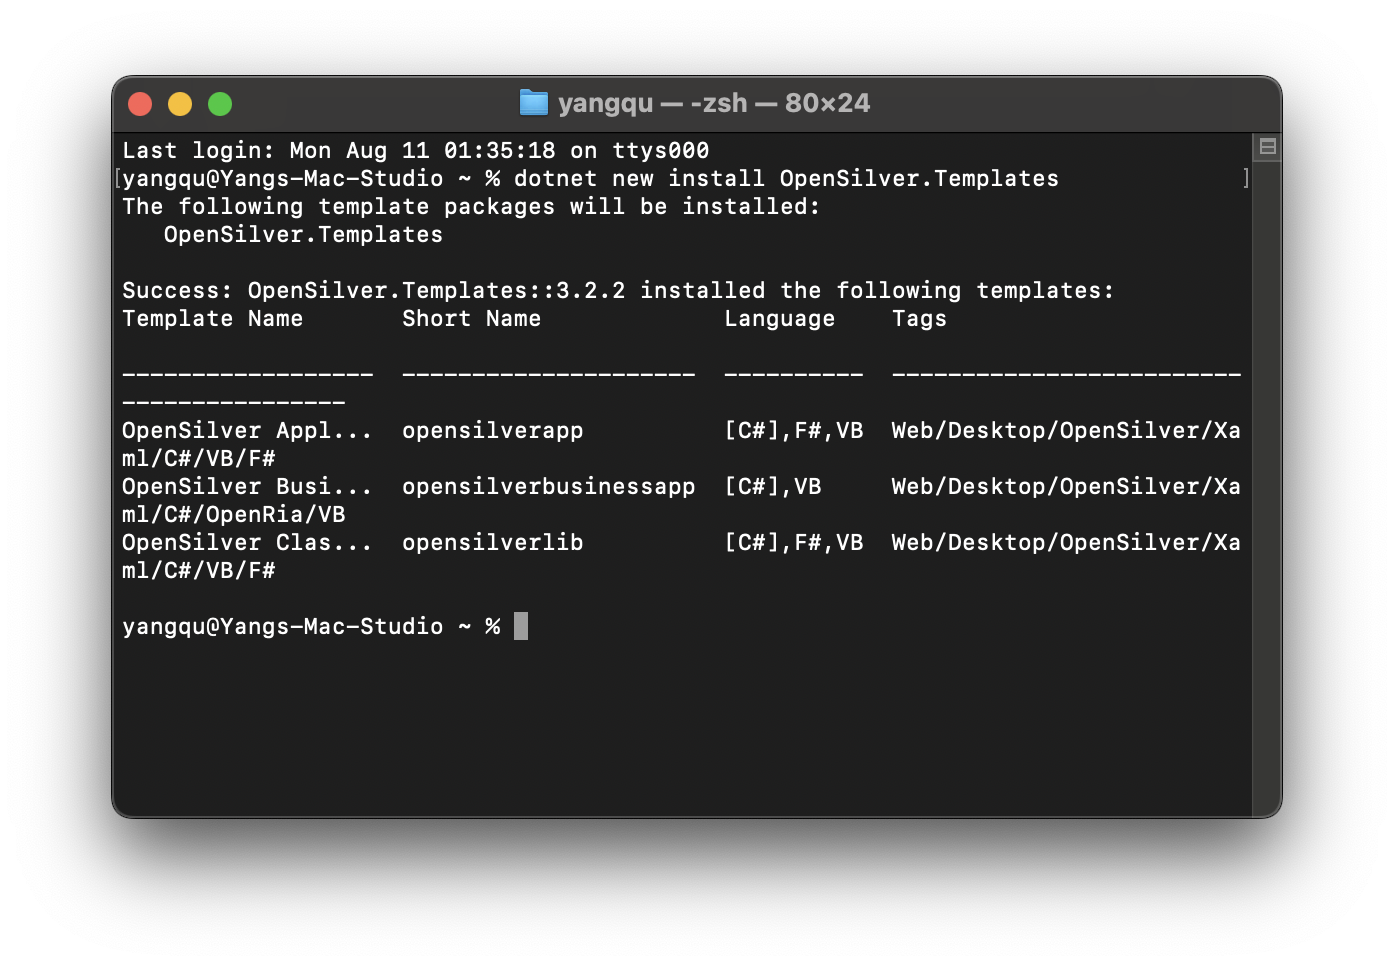 yangqu — -zsh — 80×24
Last login: Mon Aug 11 01:35:18 on ttys000
[yangqu@Yangs-Mac-Studio ~ % dotnet new install OpenSilver.Templates ]
The following template packages will be installed:
   OpenSilver.Templates

Success: OpenSilver.Templates::3.2.2 installed the following templates:
Template Name       Short Name             Language    Tags

------------------  ---------------------  ----------  -------------------------
----------------
OpenSilver Appl...  opensilverapp          [C#],F#,VB  Web/Desktop/OpenSilver/Xa
ml/C#/VB/F#
OpenSilver Busi...  opensilverbusinessapp  [C#],VB     Web/Desktop/OpenSilver/Xa
ml/C#/OpenRia/VB
OpenSilver Clas...  opensilverlib          [C#],F#,VB  Web/Desktop/OpenSilver/Xa
ml/C#/VB/F#

yangqu@Yangs-Mac-Studio ~ %